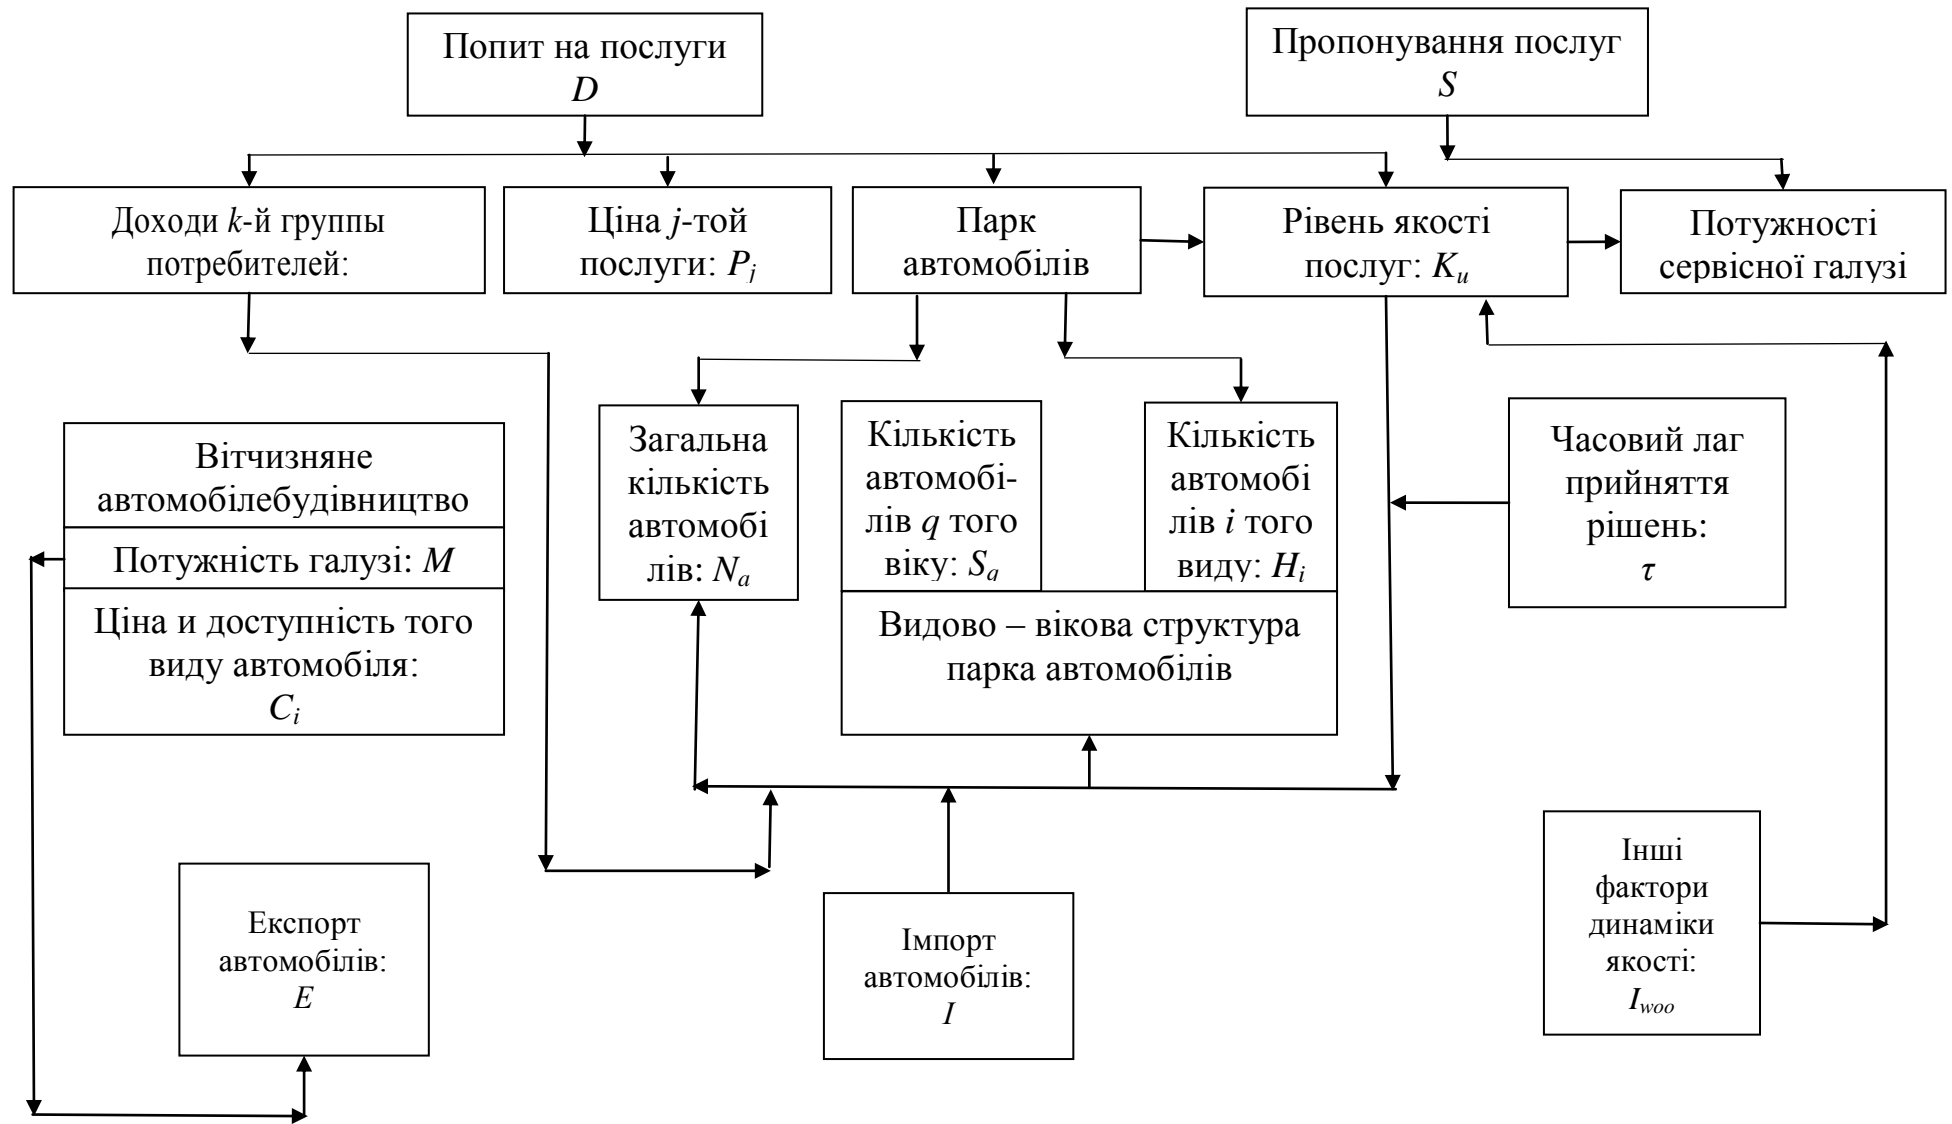 Попит на послуги
D
Пропонування послуг
S
Доходи k-й группы
потребителей:
Ціна j-той
послуги: Pj
Парк
автомобілів
Рівень якості
послуг: Ku
Потужності
сервісної галузі
Вітчизняне
автомобілебудівництво
Потужність галузі: M
Ціна и доступність того
виду автомобіля:
Ci
Загальна
кількість
автомобі
лів: Na
Кількість
автомобі-
лів q того
віку: Sq
Кількість
автомобі
лів i того
виду: Hi
Видово – вікова структура
парка автомобілів
Часовий лаг
прийняття
рішень:
τ
Експорт
автомобілів:
E
Імпорт
автомобілів:
I
Інші
фактори
динаміки
якості:
Iwoo